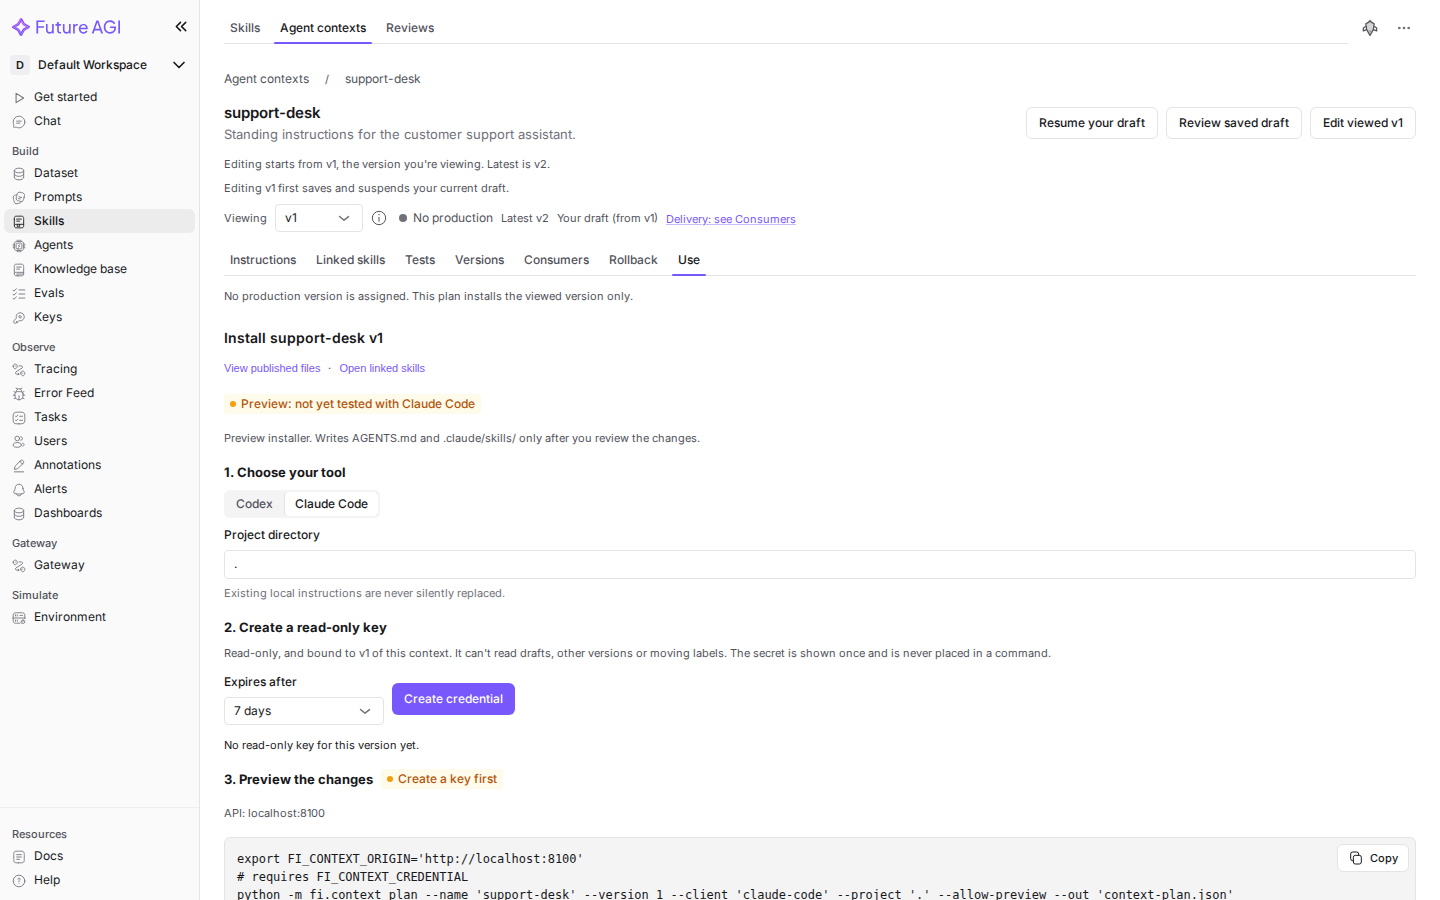 Future AGI
D Default Workspace
Get started
Chat
Build
Dataset
Prompts
Skills
Agents
Knowledge base
Evals
Keys
Observe
Tracing
Error Feed
Tasks
Users
Annotations
Alerts
Dashboards
Gateway
Gateway
Simulate
Environment
Resources
Docs
Help
Skills Agent contexts Reviews
Agent contexts / support-desk
support-desk
Standing instructions for the customer support assistant.
Resume your draft Review saved draft Edit viewed v1
Editing starts from v1, the version you're viewing. Latest is v2.
Editing v1 first saves and suspends your current draft.
Viewing v1 No production Latest v2 Your draft (from v1) Delivery: see Consumers
Instructions Linked skills Tests Versions Consumers Rollback Use
No production version is assigned. This plan installs the viewed version only.
Install support-desk v1
View published files · Open linked skills
Preview: not yet tested with Claude Code
Preview installer. Writes AGENTS.md and .claude/skills/ only after you review the changes.
1. Choose your tool
Codex Claude Code
Project directory
.
Existing local instructions are never silently replaced.
2. Create a read-only key
Read-only, and bound to v1 of this context. It can't read drafts, other versions or moving labels. The secret is shown once and is never placed in a command.
Expires after
7 days Create credential
No read-only key for this version yet.
3. Preview the changes Create a key first
API: localhost:8100
export FI_CONTEXT_ORIGIN='http://localhost:8100'
Copy
# requires FI_CONTEXT_CREDENTIAL
python -m fi.context plan --name 'support-desk' --version 1 --client 'claude-code' --project '.' --allow-preview --out 'context-plan.json'